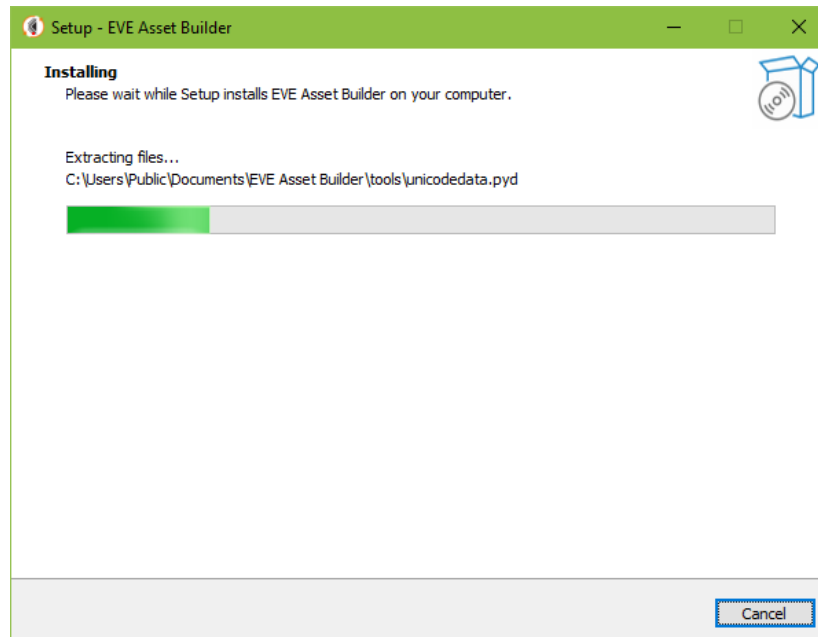 Setup - EVE Asset Builder
Installing
Please wait while Setup installs EVE Asset Builder on your computer.
Extracting files...
C:\Users\Public\Documents\EVE Asset Builder\tools\unicodedata.pyd
Cancel